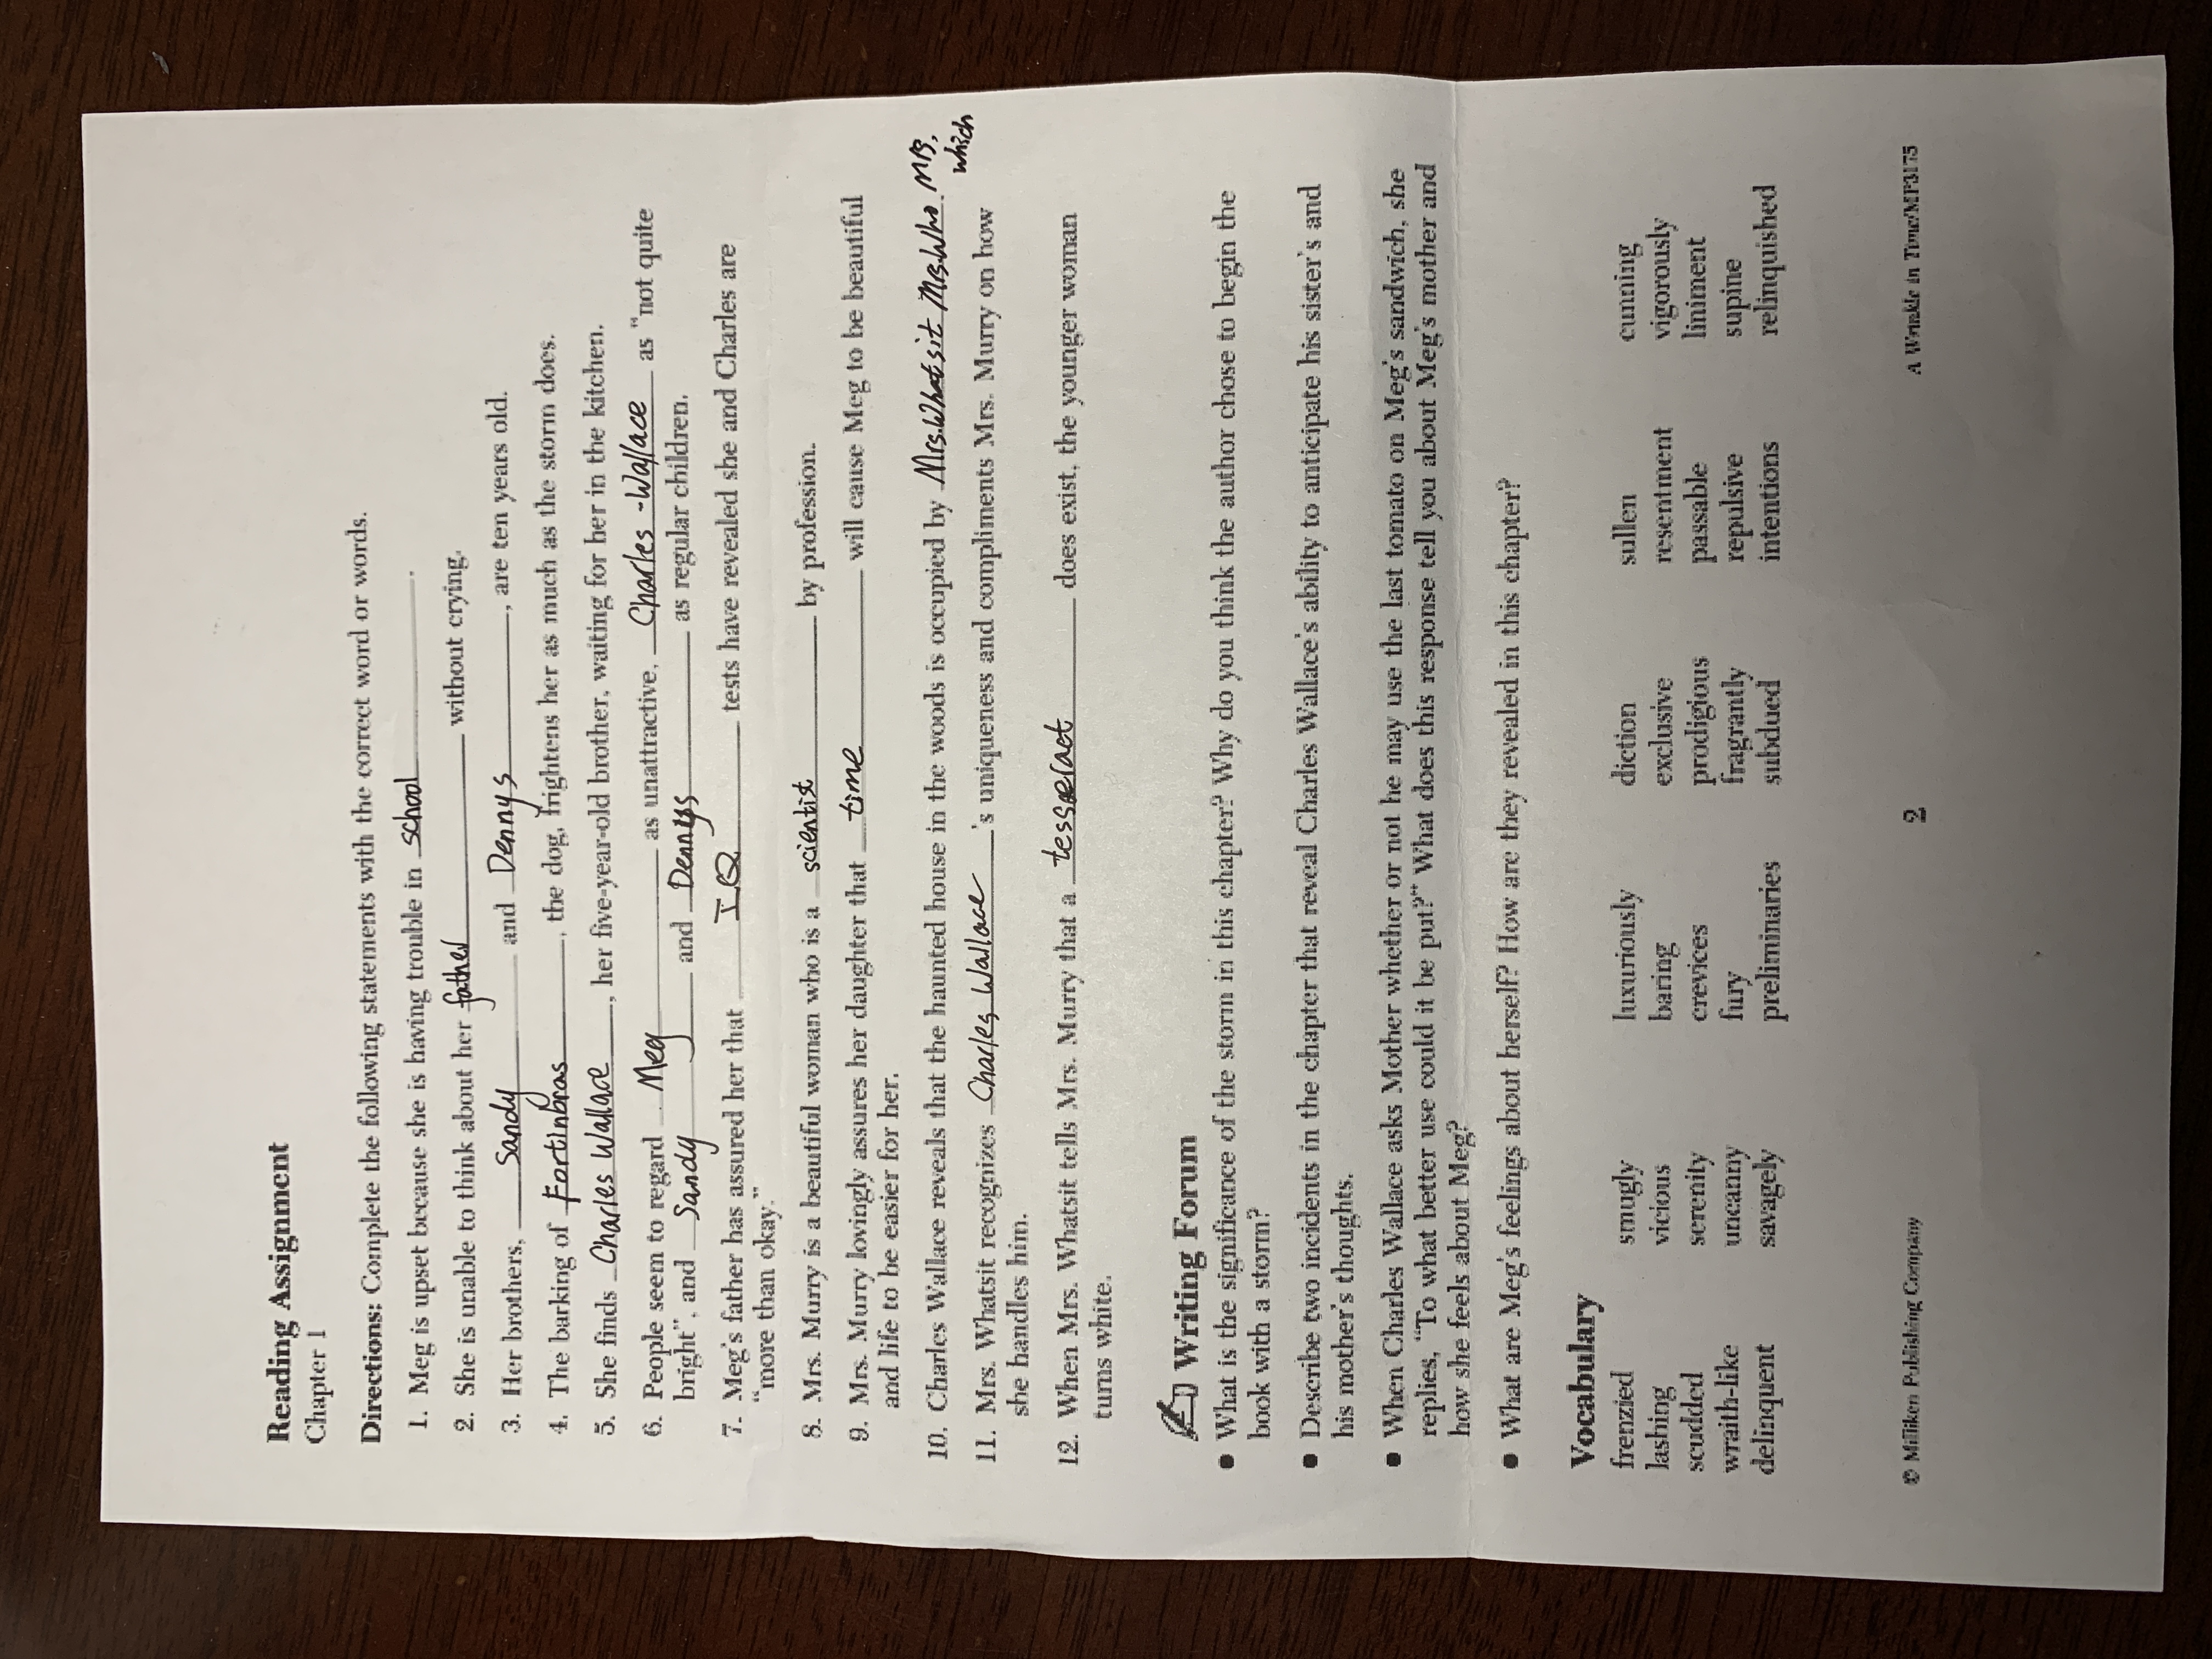 Reading Assignment
Chapter 1
Directions: Complete the following statements with the correct word or words.
1. Meg is upset because she is having trouble in school.
2. She is unable to think about her father without crying.
3. Her brothers, Sandy and Dennys, are ten years old.
4. The barking of Fortinbras, the dog, frightens her as much as the storm does.
5. She finds Charles Wallace, her five-year-old brother, waiting for her in the kitchen.
6. People seem to regard Meg as unattractive, Charles-Wallace as "not quite
bright", and Sandy and Dennys as regular children.
7. Meg's father has assured her that IQ tests have revealed she and Charles are
"more than okay."
8. Mrs. Murry is a beautiful woman who is a scientist by profession.
9. Mrs. Murry lovingly assures her daughter that time will cause Meg to be beautiful
and life to be easier for her.
10. Charles Wallace reveals that the haunted house in the woods is occupied by Mrs.Whatsit Mrs.Who. Mrs,
which
11. Mrs. Whatsit recognizes Charles Wallace's uniqueness and compliments Mrs. Murry on how
she handles him.
12. When Mrs. Whatsit tells Mrs. Murry that a tesseract does exist, the younger woman
turns white.
Writing Forum
● What is the significance of the storm in this chapter? Why do you think the author chose to begin the
book with a storm?
● Describe two incidents in the chapter that reveal Charles Wallace's ability to anticipate his sister's and
his mother's thoughts.
● When Charles Wallace asks Mother whether or not he may use the last tomato on Meg's sandwich, she
replies, "To what better use could it be put?" What does this response tell you about Meg's mother and
how she feels about Meg?
● What are Meg's feelings about herself? How are they revealed in this chapter?
Vocabulary
frenzied smugly luxuriously diction sullen cunning
lashing vicious baring exclusive resentment vigorously
scudded serenity crevices prodigious passable liniment
wraith-like uncanny fury fragrantly repulsive supine
delinquent savagely preliminaries subdued intentions relinquished
© Milliken Publishing Company 2 A Wrinkle in Time/MP3175